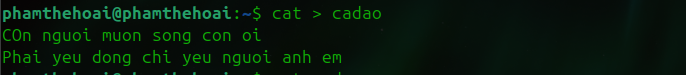 phamthehoai@phamthehoai:~$ cat > cadao
COn nguoi muon song con oi
Phai yeu dong chi yeu nguoi anh em